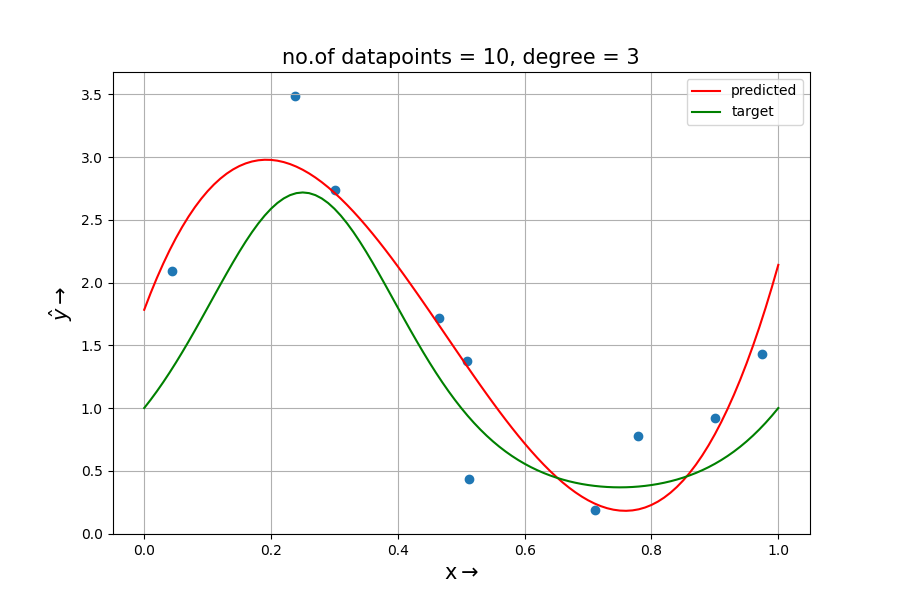 no.of datapoints = 10, degree = 3
predicted
target
3.5
3.0
2.5
2.0
1.5
1.0
0.5
0.0
ŷ→
0.0 0.2 0.4 0.6 0.8 1.0
x→